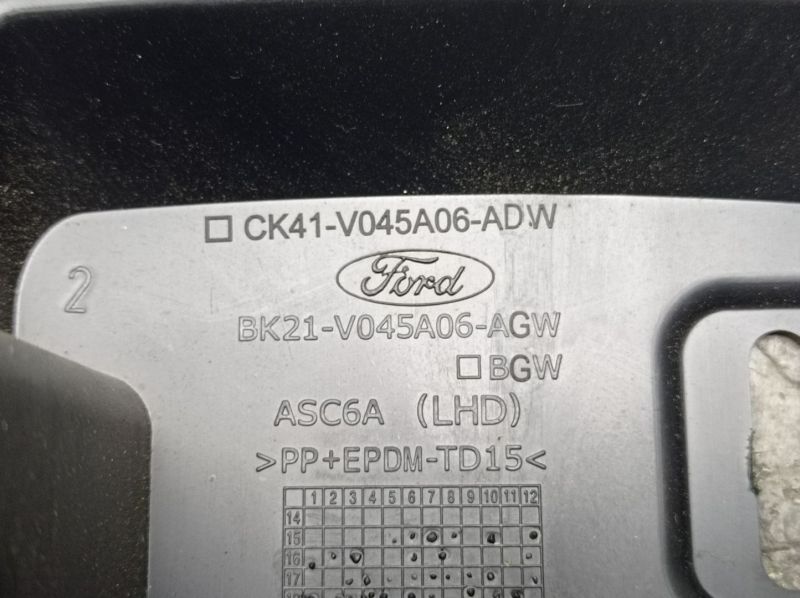 □ CK41-V045A06-ADW
2
Ford
BK21-V045A06-AGW
□ BGW
ASC6A (LHD)
>PP+EPDM-TD15<
1 2 3 4 5 6 7 8 9 10 11 12
14
15
16
17